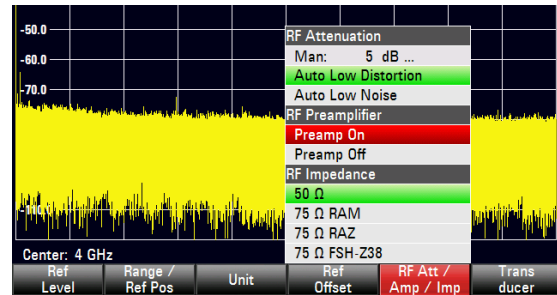 -50.0
-60.0
-70.0
RF Attenuation
Man: 5 dB ...
Auto Low Distortion
Auto Low Noise
RF Preamplifier
Preamp On
Preamp Off
RF Impedance
50 Ω
75 Ω RAM
75 Ω RAZ
75 Ω FSH-Z38
Center: 4 GHz
Ref Level
Range / Ref Pos
Unit
Ref Offset
RF Att / Amp / Imp
Trans ducer